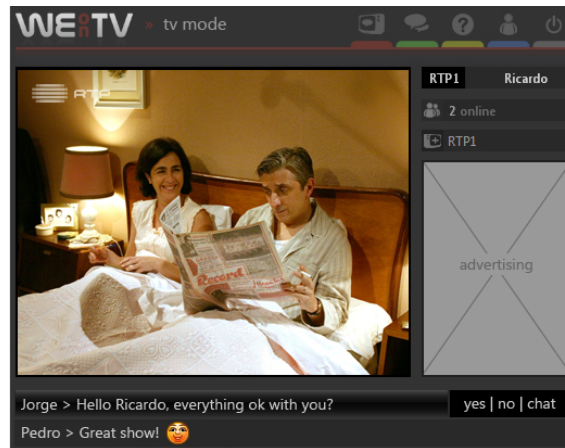 WEonTV » tv mode
RTP
Record
RTP1 Ricardo
2 online
RTP1
advertising
Jorge > Hello Ricardo, everything ok with you?
yes | no | chat
Pedro > Great show!